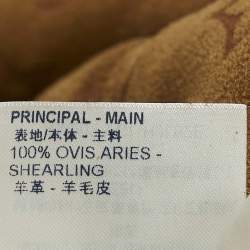 PRINCIPAL - MAIN
表地/本体 - 主料
100% OVIS ARIES -
SHEARLING
羊革 - 羊毛皮